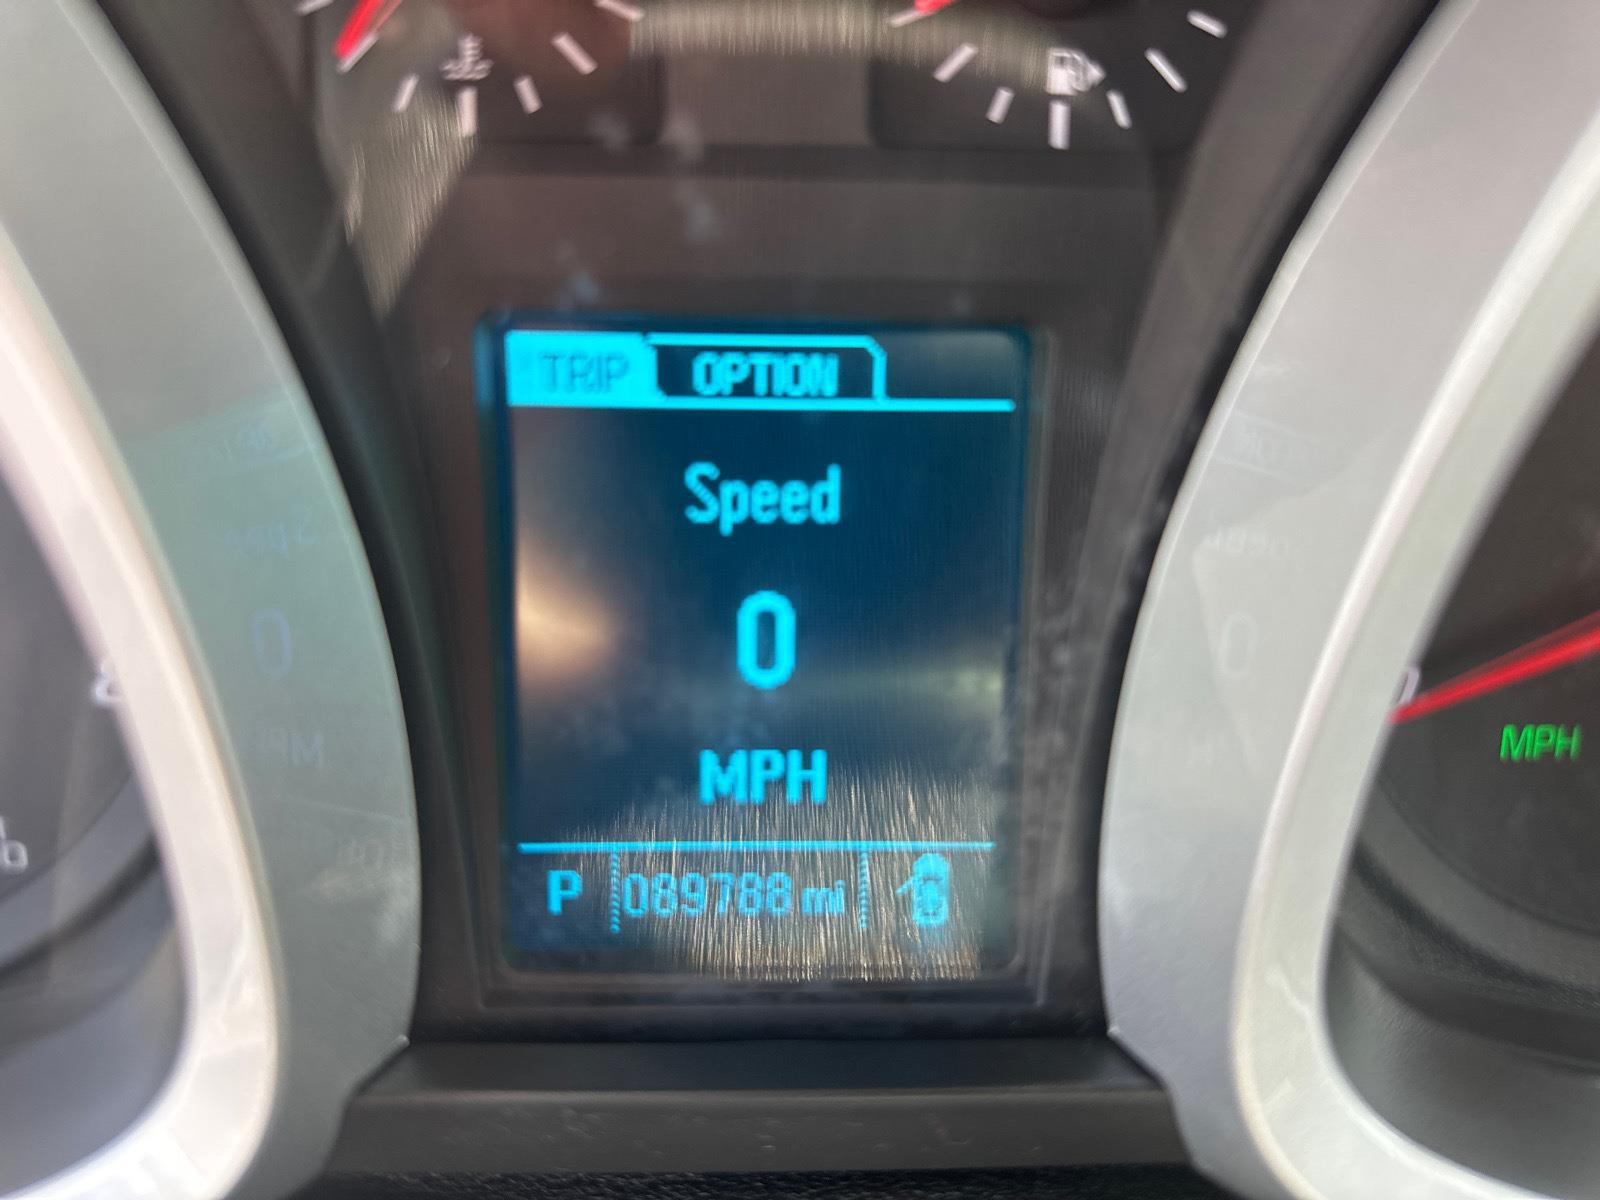 TRIP OPTION
Speed
0
MPH
MPH
P 089788 mi